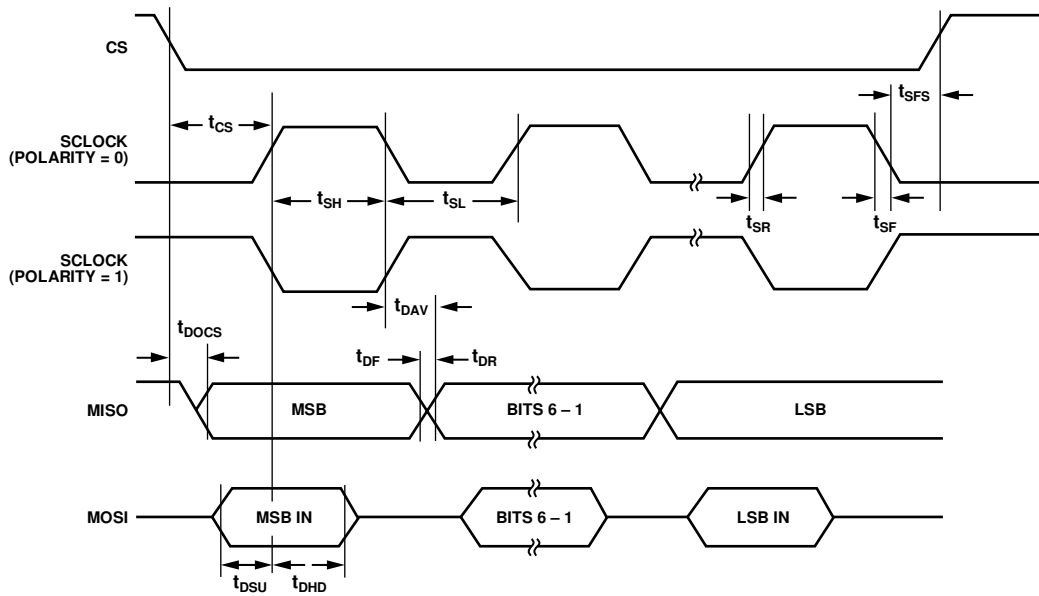 CS
t_SFS
t_CS
SCLOCK
(POLARITY = 0)
t_SH
t_SL
t_SR
t_SF
SCLOCK
(POLARITY = 1)
t_DAV
t_DOCS
t_DF
t_DR
MISO
MSB
BITS 6 – 1
LSB
MOSI
MSB IN
BITS 6 – 1
LSB IN
t_DSU
t_DHD